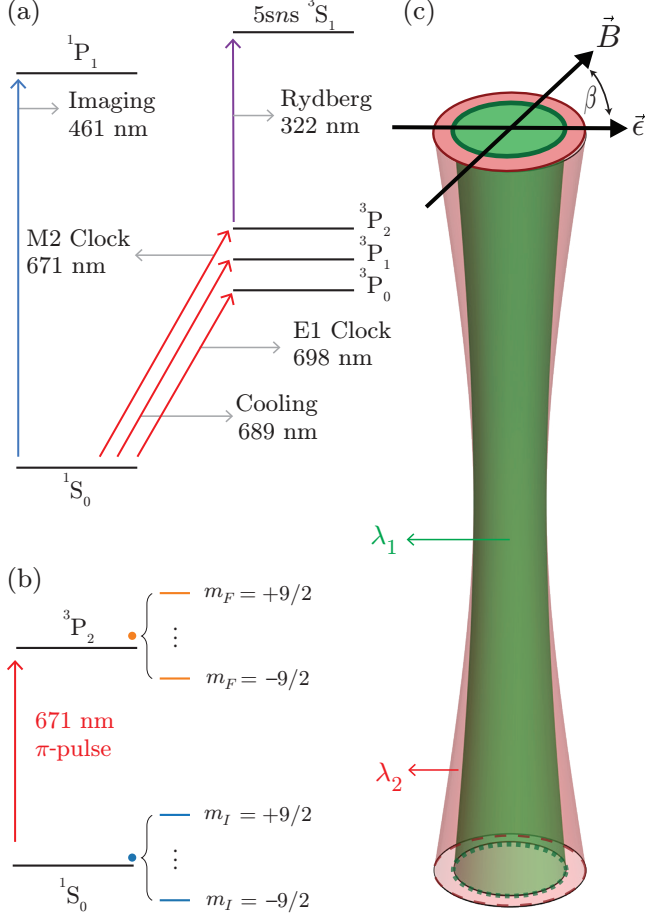 (a)
5sns ³S₁
¹P₁
Imaging
461 nm
Rydberg
322 nm
M2 Clock
671 nm
³P₂
³P₁
³P₀
E1 Clock
698 nm
Cooling
689 nm
¹S₀
(b)
³P₂
m_F = +9/2
⋮
m_F = –9/2
671 nm
π-pulse
m_I = +9/2
⋮
m_I = –9/2
¹S₀
(c)
B⃗
β
ϵ⃗
λ₁
λ₂